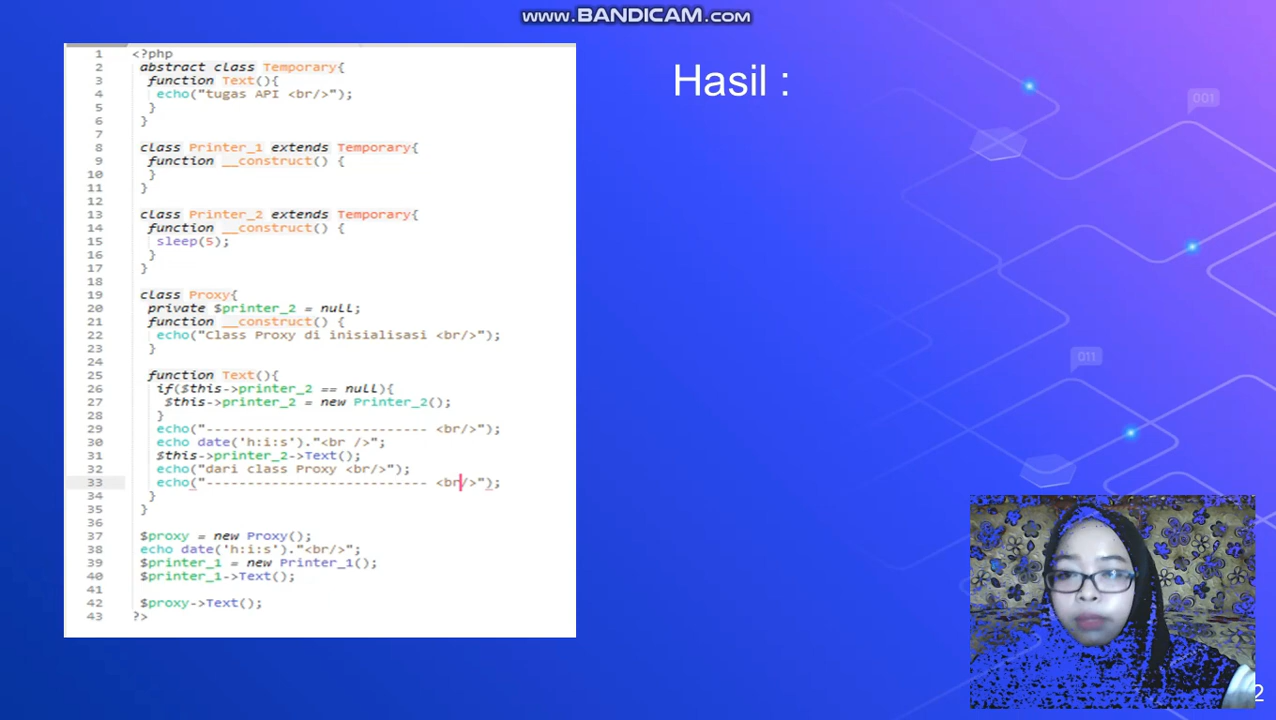 www.BANDICAM.com
Hasil :
001
011
1 <?php
2 abstract class Temporary{
3 function Text(){
4 echo("tugas API <br/>");
5 }
6 }
7
8 class Printer_1 extends Temporary{
9 function __construct() {
10 }
11 }
12
13 class Printer_2 extends Temporary{
14 function __construct() {
15 sleep(5);
16 }
17 }
18
19 class Proxy{
20 private $printer_2 = null;
21 function __construct() {
22 echo("Class Proxy di inisialisasi <br/>");
23 }
24
25 function Text(){
26 if($this->printer_2 == null){
27 $this->printer_2 = new Printer_2();
28 }
29 echo("--------------------------- <br/>");
30 echo date('h:i:s')."<br />";
31 $this->printer_2->Text();
32 echo("dari class Proxy <br/>");
33 echo("--------------------------- <br/>");
34 }
35 }
36
37 $proxy = new Proxy();
38 echo date('h:i:s')."<br/>";
39 $printer_1 = new Printer_1();
40 $printer_1->Text();
41
42 $proxy->Text();
43 ?>
2